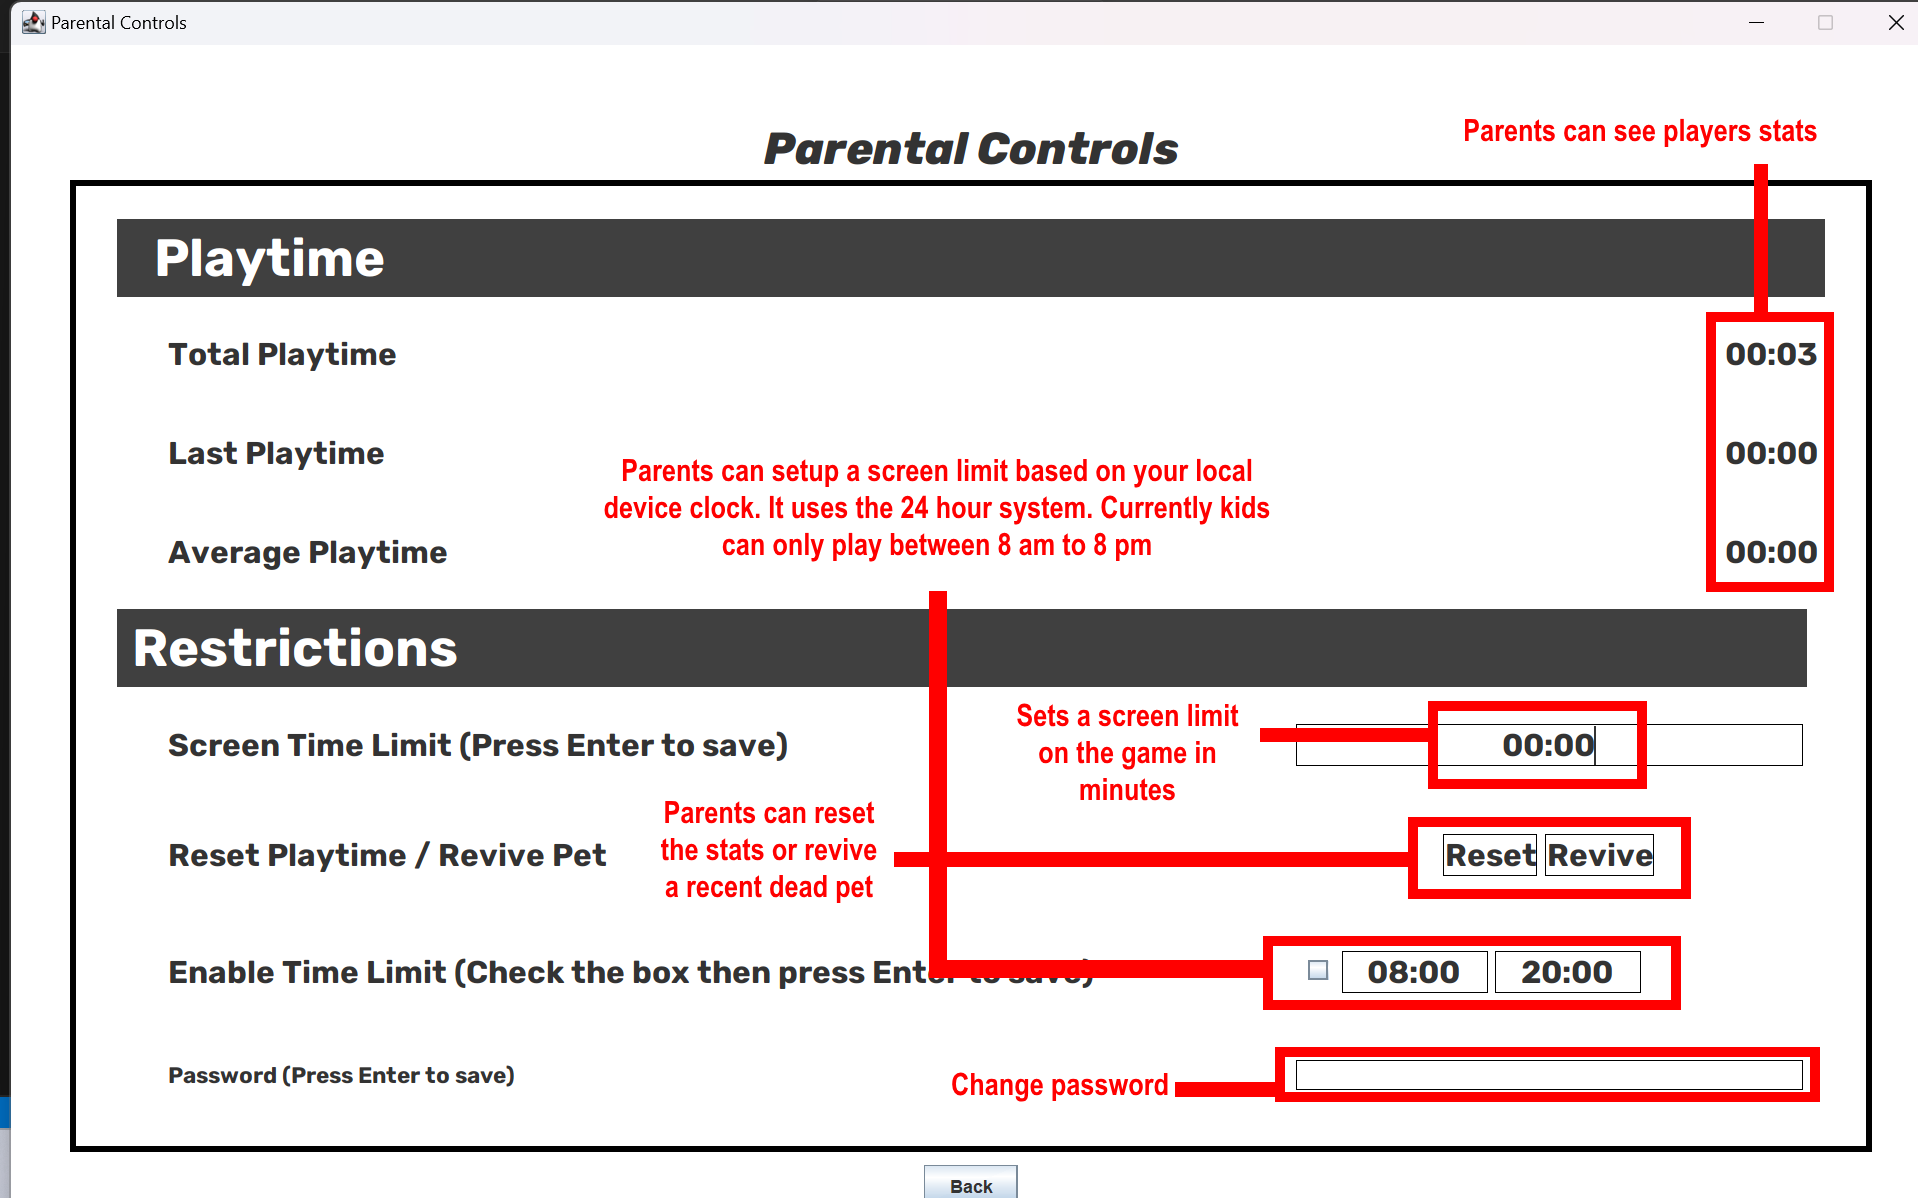 Parental Controls
Parental Controls
Parents can see players stats
Playtime
Total Playtime
00:03
Last Playtime
00:00
Parents can setup a screen limit based on your local
device clock. It uses the 24 hour system. Currently kids
can only play between 8 am to 8 pm
Average Playtime
00:00
Restrictions
Screen Time Limit (Press Enter to save)
Sets a screen limit
on the game in
minutes
00:00
Reset Playtime / Revive Pet
Parents can reset
the stats or revive
a recent dead pet
Reset Revive
Enable Time Limit (Check the box then press Enter to save)
08:00 20:00
Password (Press Enter to save)
Change password
Back